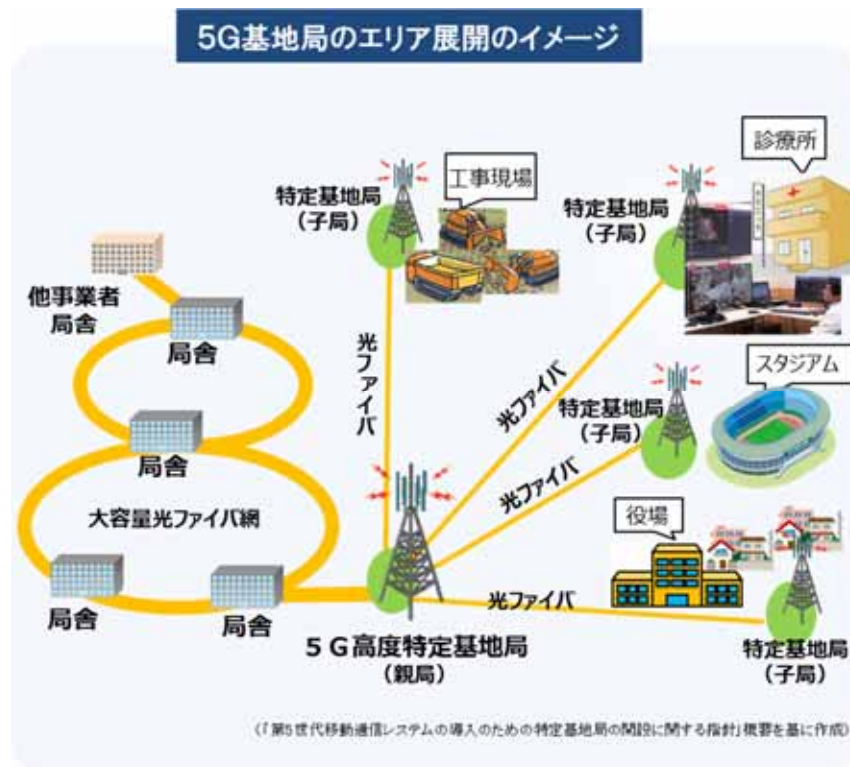 5G基地局のエリア展開のイメージ
特定基地局
（子局）
工事現場
特定基地局
（子局）
診療所
他事業者
局舎
局舎
局舎
大容量光ファイバ網
局舎
局舎
光ファイバ
光ファイバ
光ファイバ
光ファイバ
特定基地局
（子局）
スタジアム
役場
5G高度特定基地局
（親局）
特定基地局
（子局）
（「第5世代移動通信システムの導入のための特定基地局の開設に関する指針」概要を基に作成）